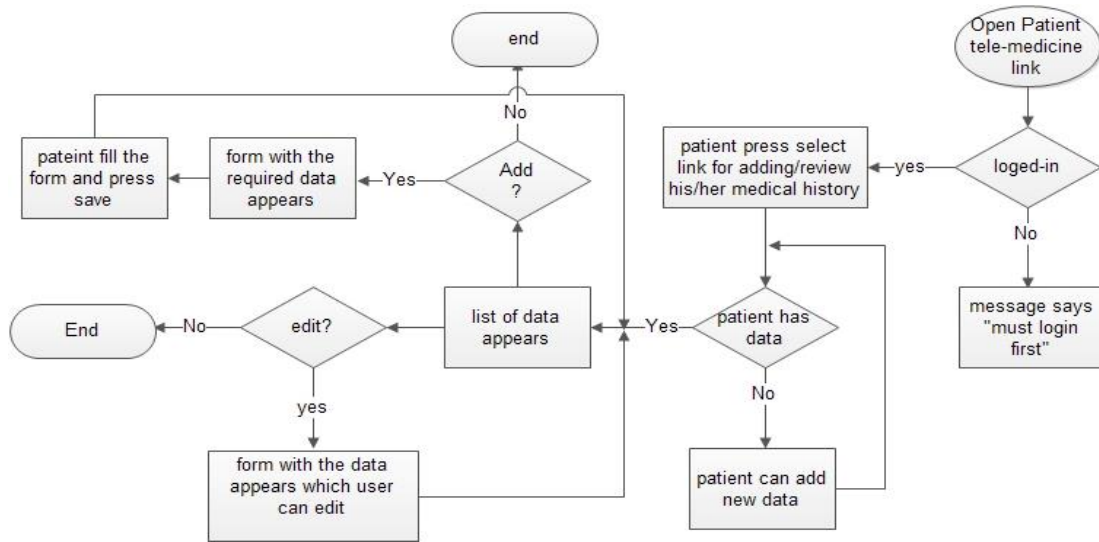 Open Patient
tele-medicine
link
loged-in
yes
No
message says
"must login
first"
patient press select
link for adding/review
his/her medical history
patient has
data
Yes
No
patient can add
new data
list of data
appears
Add
?
No
end
Yes
form with the
required data
appears
pateint fill the
form and press
save
edit?
No
End
yes
form with the data
appears which user
can edit